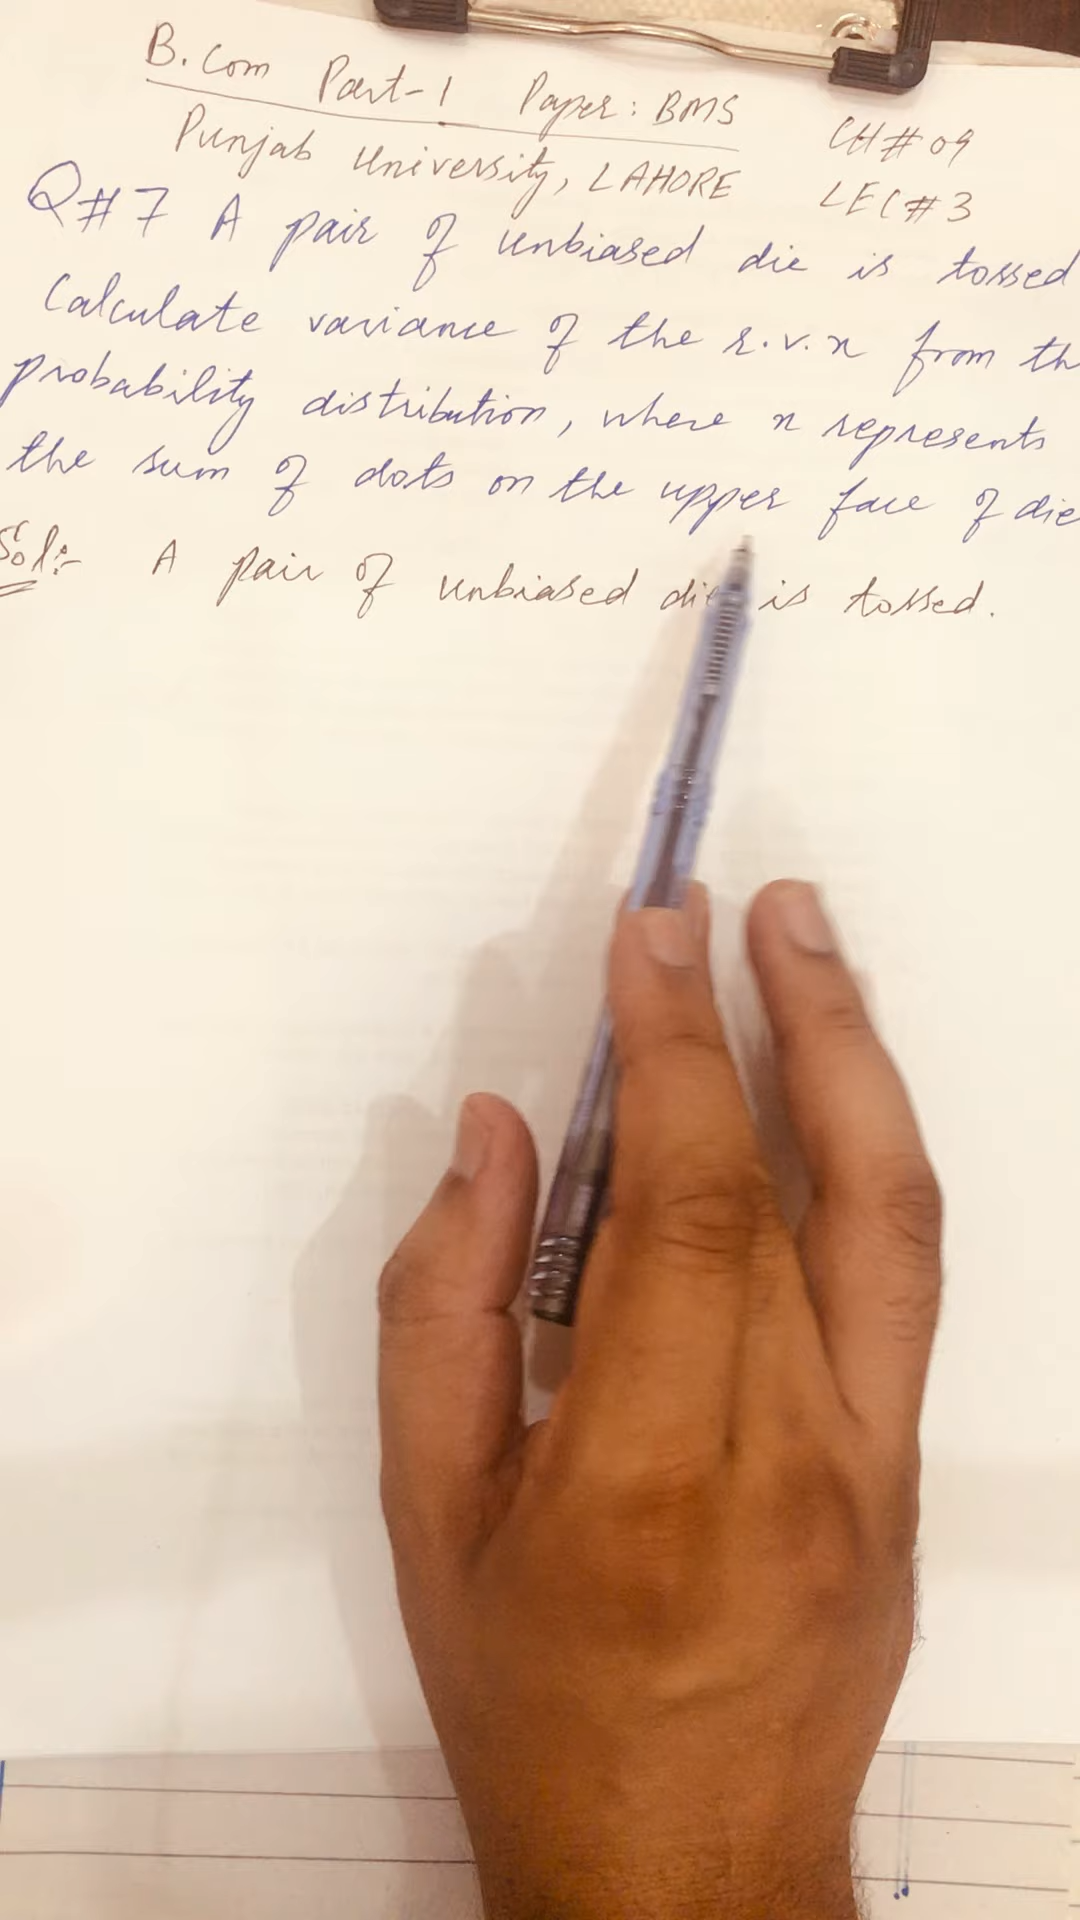 B. Com Part-1 Paper: BMS
CH # 09
Punjab University, LAHORE
LEC # 3
Q#7 A pair of unbiased die is tossed
Calculate variance of the r.v. x from th
probability distribution, where x represents
the sum of dots on the upper face of die
Sol:- A pair of unbiased die is tossed.